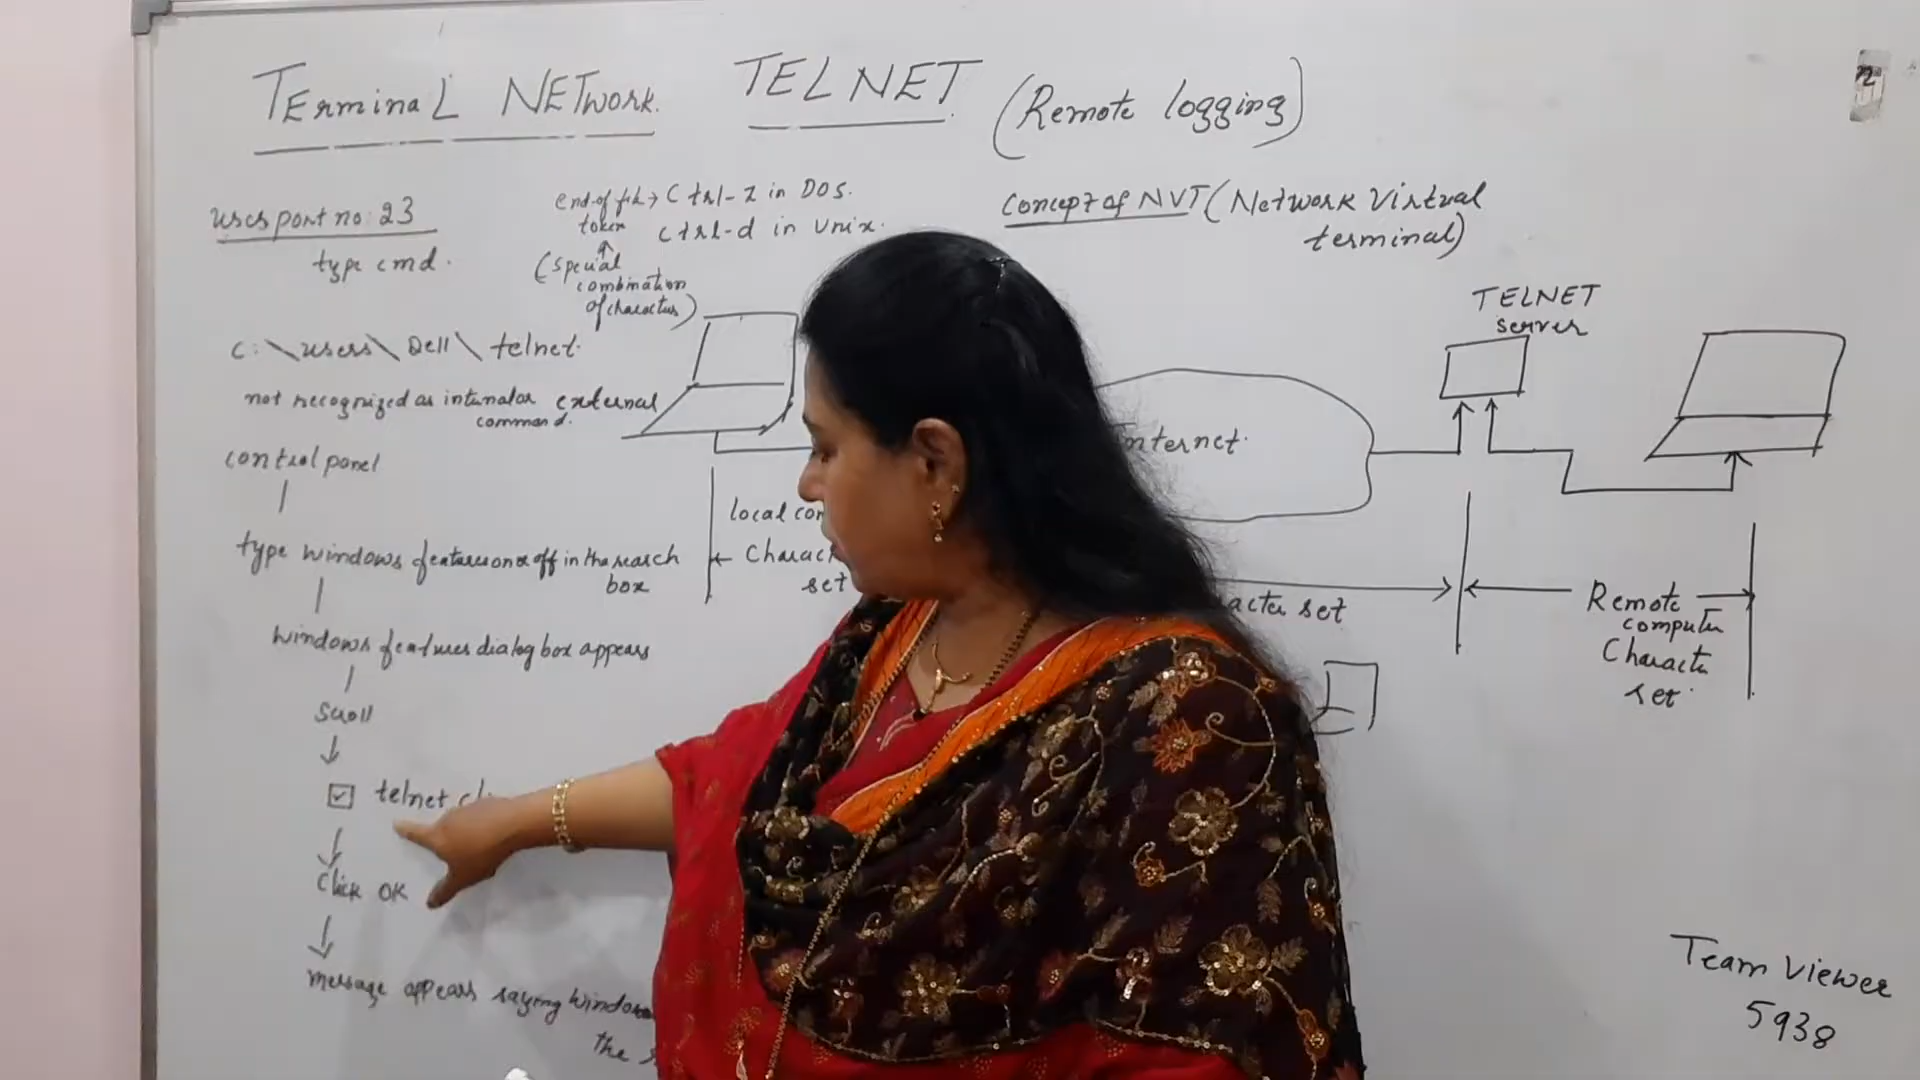 TErminaL NETwork.
TELNET
(Remote logging)
uses port no: 23
type cmd.
end-of file → Ctrl-z in DOS.
token ctrl-d in Unix.
(special
combination
of characters)
Concept of NVT (Network Virtual
terminal)
C:\users\Dell\telnet.
not recognized as internal or external
command.
control panel
type windows features on or off in the search
box
windows features dialog box appears
scroll
telnet
click OK
message appears saying
the
local
set
Internet.
set
TELNET
server
Remote
computer
Character
set.
Team Viewer
5938